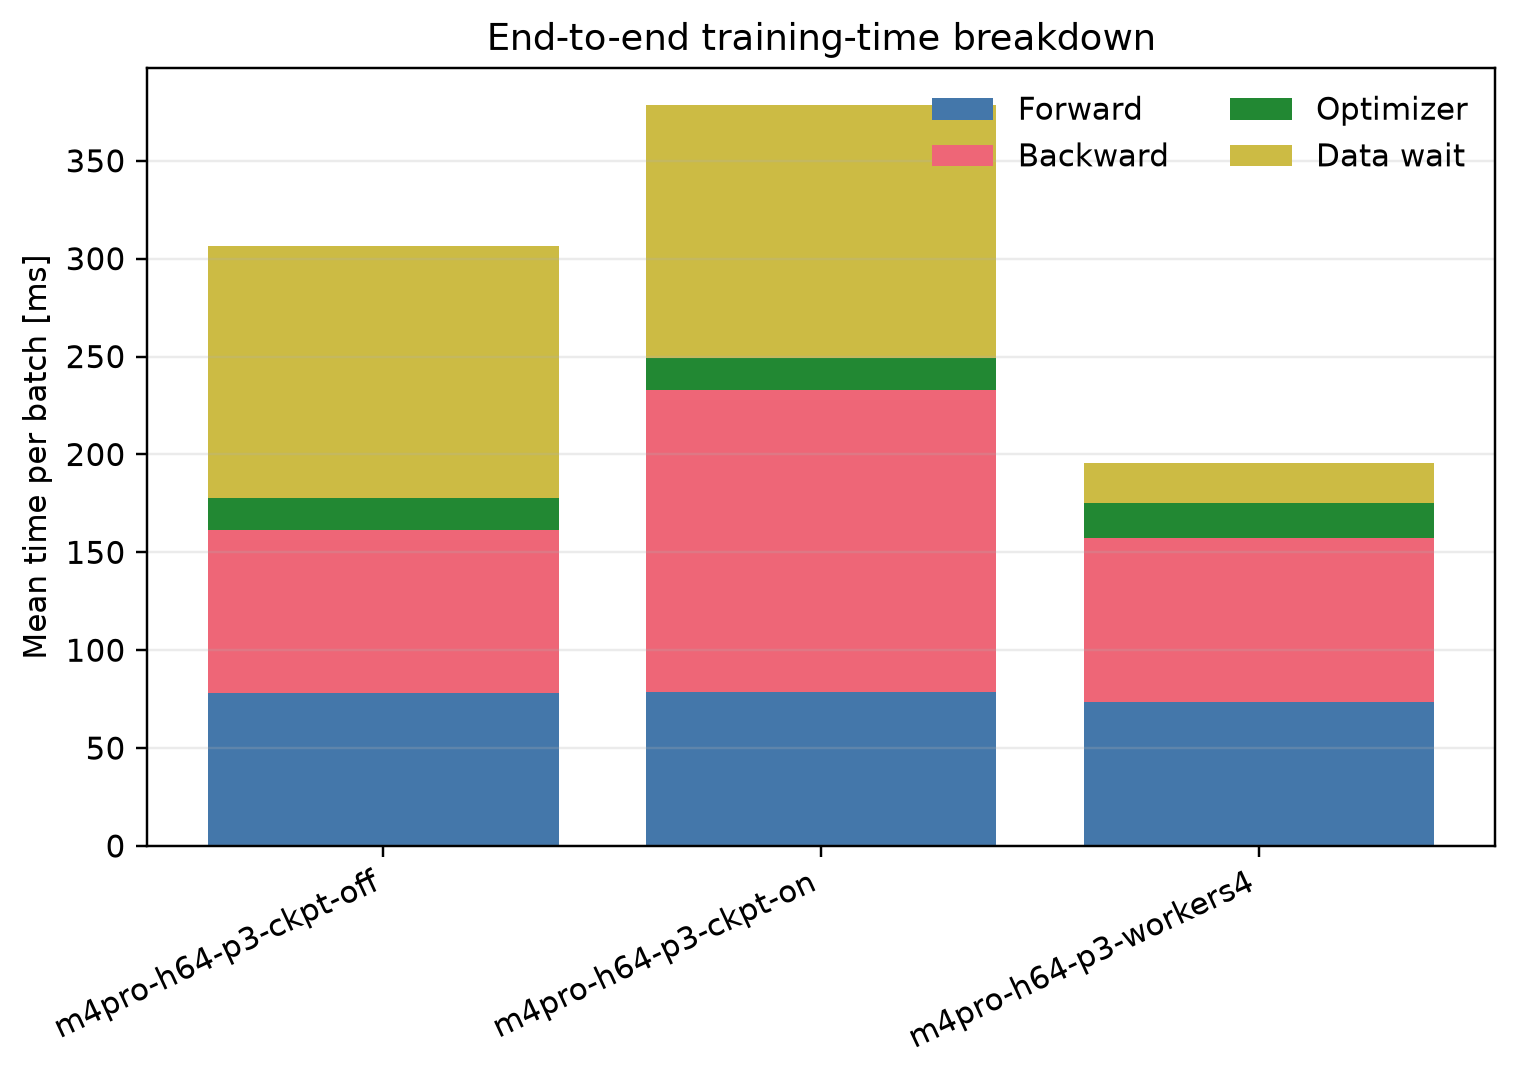 End-to-end training-time breakdown
Forward
Backward
Optimizer
Data wait
Mean time per batch [ms]
350
300
250
200
150
100
50
0
m4pro-h64-p3-ckpt-off
m4pro-h64-p3-ckpt-on
m4pro-h64-p3-workers4